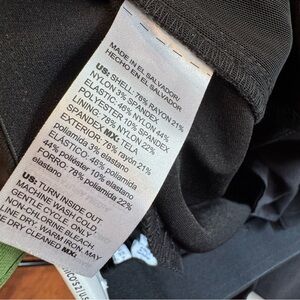 MADE IN EL SALVADOR/
HECHO EN EL SALVADOR
US: SHELL: 76% RAYON 21%
NYLON 3% SPANDEX
ELASTIC: 46% NYLON 44%
POLYESTER 10% SPANDEX
LINING: 78% NYLON 22%
SPANDEX MX: TELA
EXTERIOR: 76% rayón 21%
poliamida 3% elastano
ELASTICO: 46% poliamida
44% poliéster 10% elastano
FORRO: 78% poliamida 22%
elastano
US: TURN INSIDE OUT.
MACHINE WASH COLD.
GENTLE CYCLE ONLY
NON-CHLORINE BLEACH.
LINE DRY. WARM IRON. MAY
BE DRY CLEANED MX: